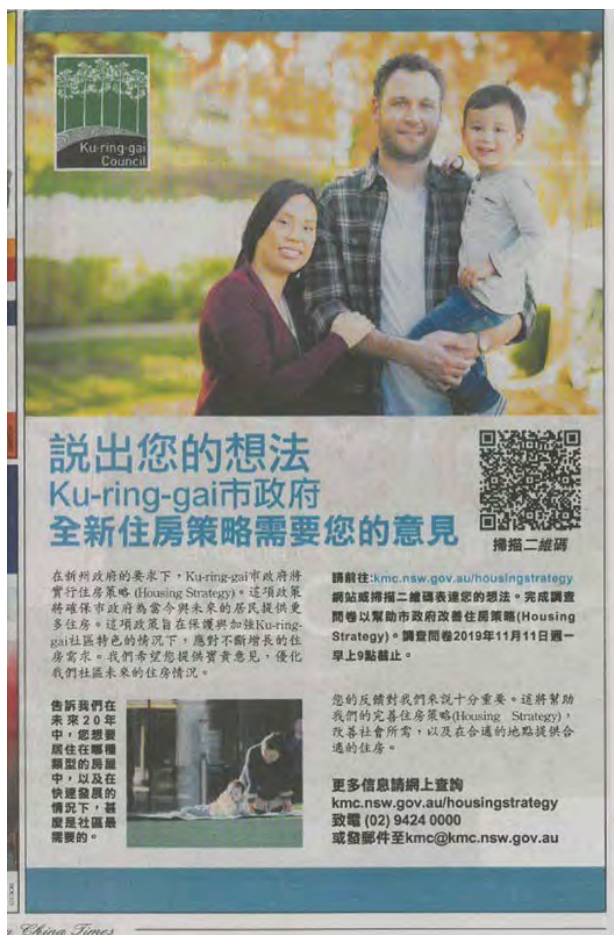 Ku-ring-gai
Council
說出您的想法
Ku-ring-gai市政府
全新住房策略需要您的意見
掃描二維碼
在新州政府的要求下，Ku-ring-gai市政府將
實行住房策略 (Housing Strategy)。這項政策
將確保市政府為當今與未來的居民提供更
多住房。這項政策旨在保護與加強Ku-ring-
gai社區特色的情況下，應對不斷增長的住
房需求。我們希望您提供寶貴意見，優化
我們社區未來的住房情況。
告訴我們在
未來20年
中，您想要
居住在哪種
類型的房屋
中，以及在
快速發展的
情況下，甚
麼是社區最
需要的。
請前往:kmc.nsw.gov.au/housingstrategy
網站或掃描二維碼表達您的想法。完成調查
問卷以幫助市政府改善住房策略(Housing
Strategy)。調查問卷2019年11月11日週一
早上9點截止。
您的反饋對我們來説十分重要。這將幫助
我們的完善住房策略(Housing Strategy)，
改善社會所需，以及在合適的地點提供合
適的住房。
更多信息請網上查詢
kmc.nsw.gov.au/housingstrategy
致電 (02) 9424 0000
或發郵件至kmc@kmc.nsw.gov.au
China Times